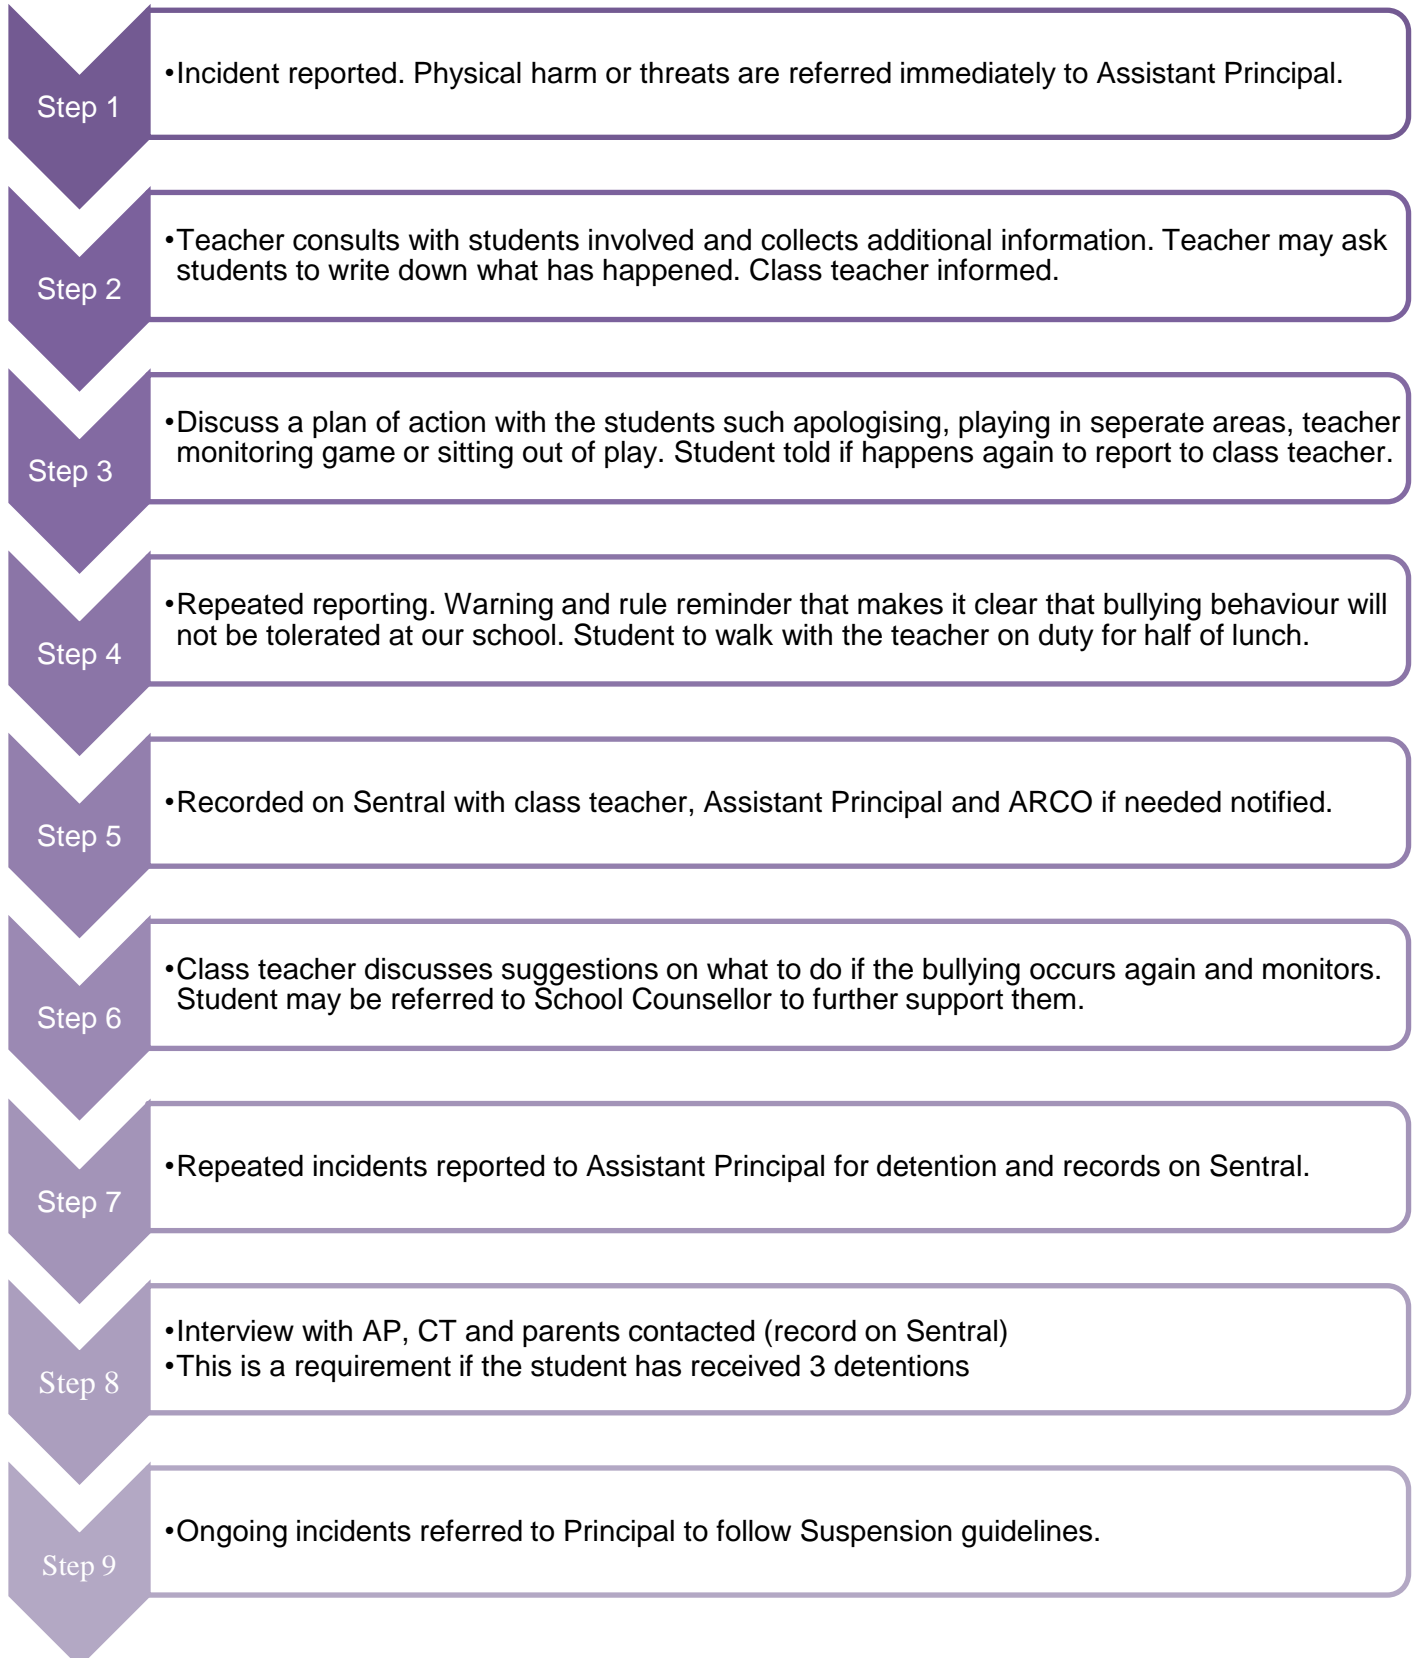 Step 1
•Incident reported. Physical harm or threats are referred immediately to Assistant Principal.
Step 2
•Teacher consults with students involved and collects additional information. Teacher may ask
students to write down what has happened. Class teacher informed.
Step 3
•Discuss a plan of action with the students such apologising, playing in seperate areas, teacher
monitoring game or sitting out of play. Student told if happens again to report to class teacher.
Step 4
•Repeated reporting. Warning and rule reminder that makes it clear that bullying behaviour will
not be tolerated at our school. Student to walk with the teacher on duty for half of lunch.
Step 5
•Recorded on Sentral with class teacher, Assistant Principal and ARCO if needed notified.
Step 6
•Class teacher discusses suggestions on what to do if the bullying occurs again and monitors.
Student may be referred to School Counsellor to further support them.
Step 7
•Repeated incidents reported to Assistant Principal for detention and records on Sentral.
Step 8
•Interview with AP, CT and parents contacted (record on Sentral)
•This is a requirement if the student has received 3 detentions
Step 9
•Ongoing incidents referred to Principal to follow Suspension guidelines.